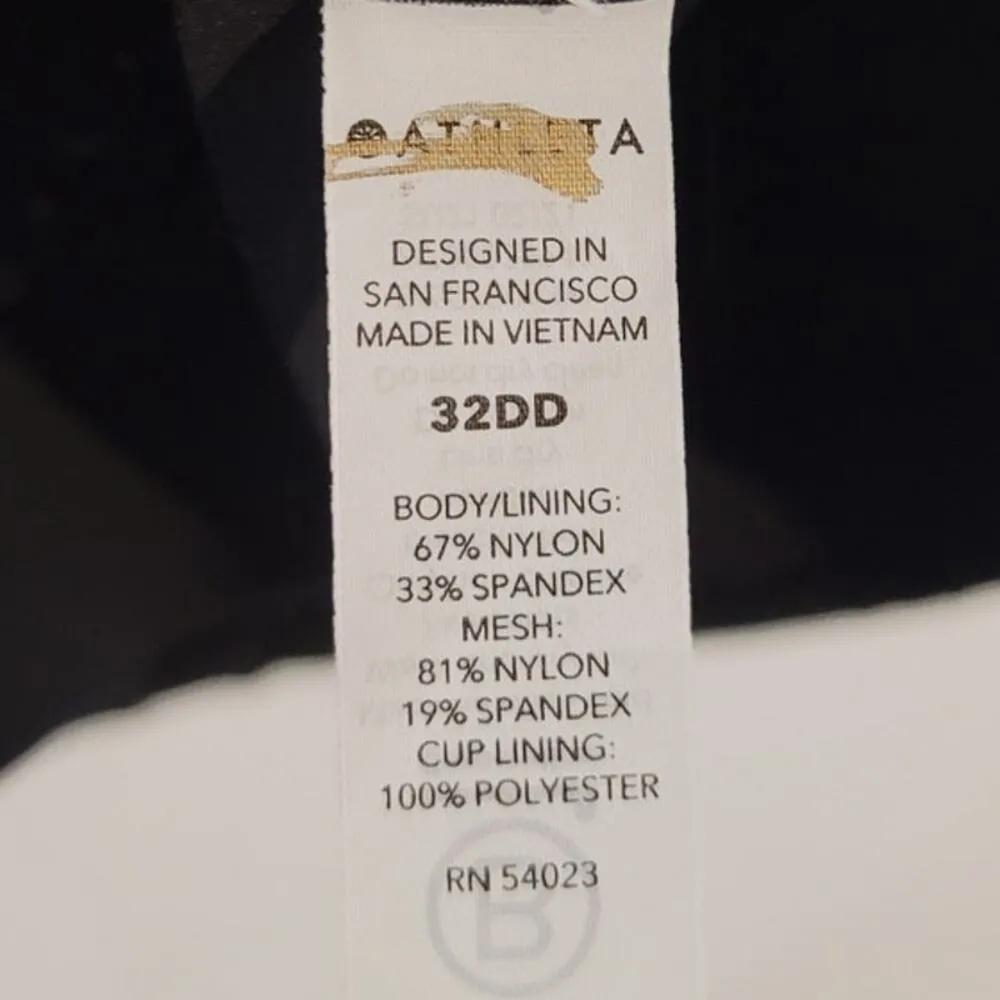 ATHLETA
DESIGNED IN
SAN FRANCISCO
MADE IN VIETNAM
32DD
BODY/LINING:
67% NYLON
33% SPANDEX
MESH:
81% NYLON
19% SPANDEX
CUP LINING:
100% POLYESTER
RN 54023
B